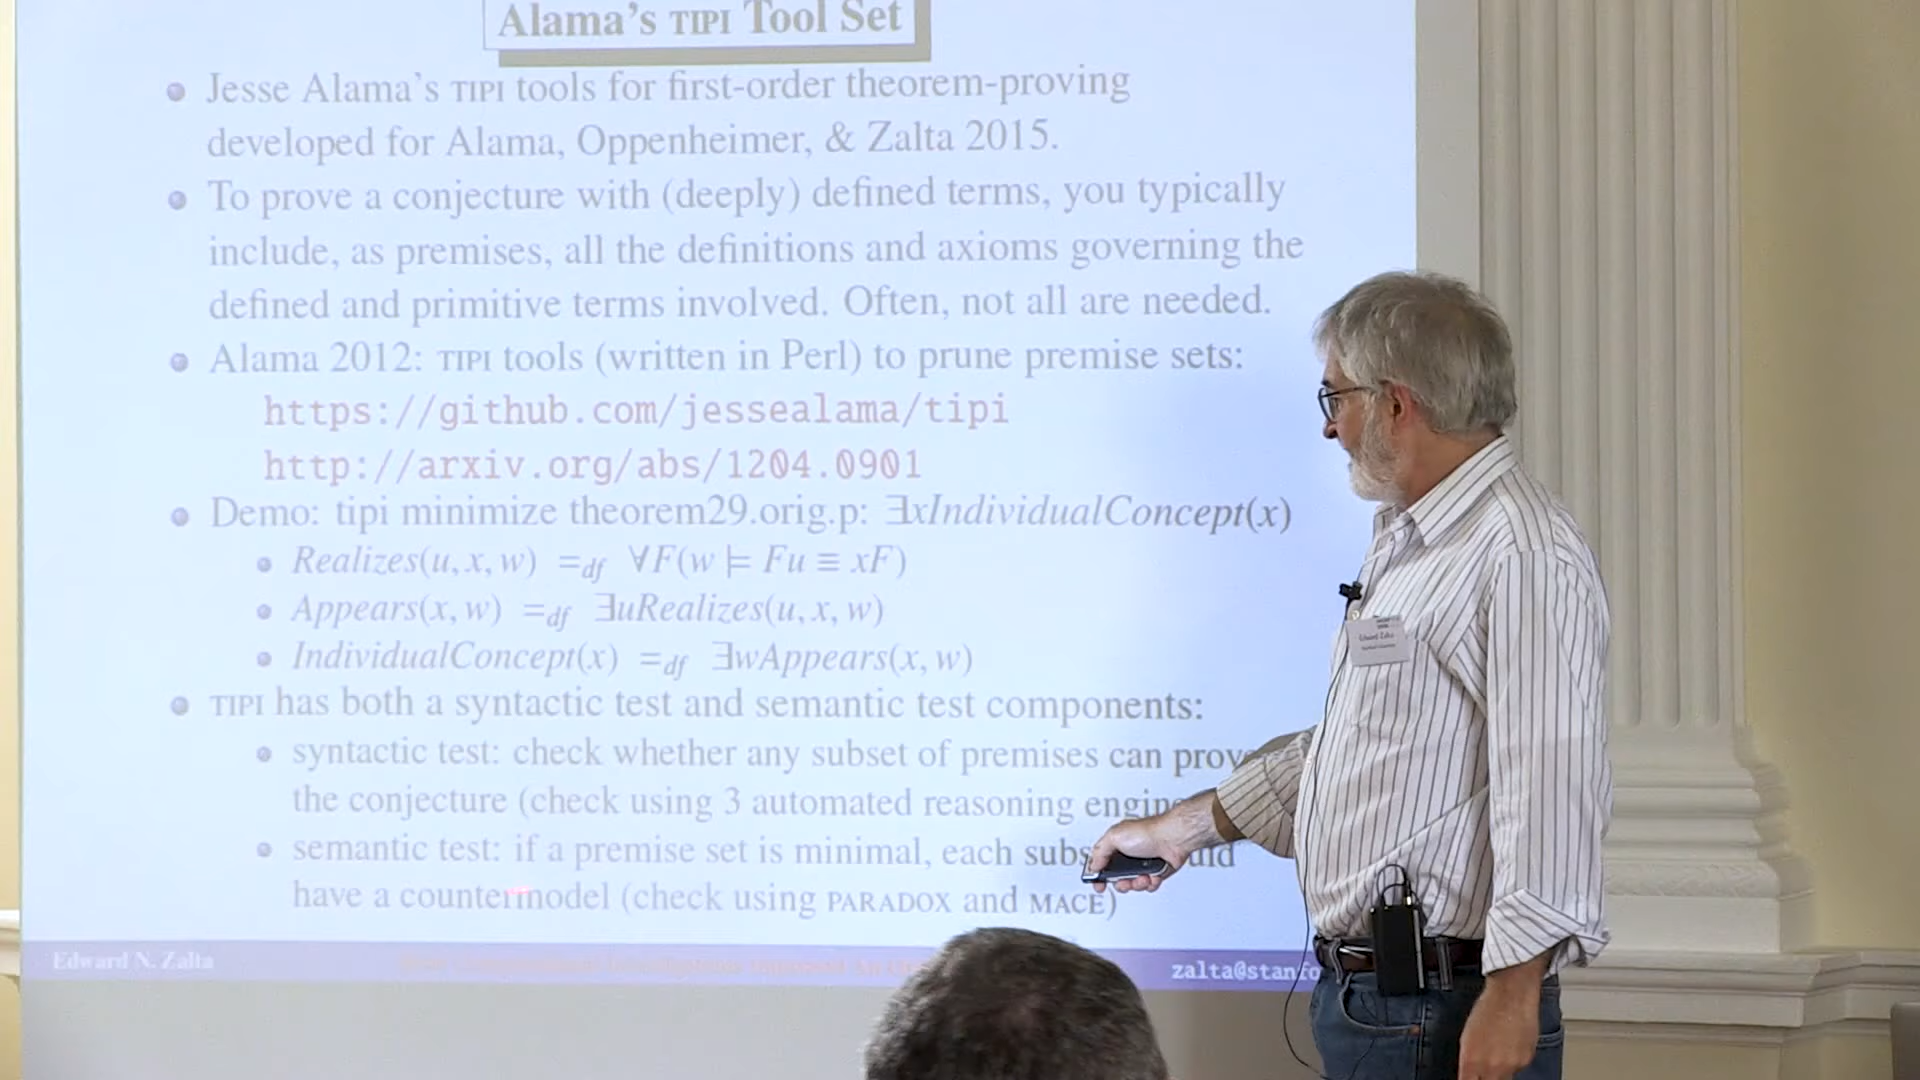 Alama's TIPI Tool Set
Jesse Alama's TIPI tools for first-order theorem-proving
developed for Alama, Oppenheimer, & Zalta 2015.
To prove a conjecture with (deeply) defined terms, you typically
include, as premises, all the definitions and axioms governing the
defined and primitive terms involved. Often, not all are needed.
Alama 2012: TIPI tools (written in Perl) to prune premise sets:
https://github.com/jessealama/tipi
http://arxiv.org/abs/1204.0901
Demo: tipi minimize theorem29.orig.p: ∃xIndividualConcept(x)
Realizes(u, x, w) =df ∀F(w ⊨ Fu ≡ xF)
Appears(x, w) =df ∃uRealizes(u, x, w)
IndividualConcept(x) =df ∃wAppears(x, w)
TIPI has both a syntactic test and semantic test components:
syntactic test: check whether any subset of premises can prove
the conjecture (check using 3 automated reasoning
semantic test: if a premise set is minimal, each
have a countermodel (check using PARADOX and MACE)
Edward N. Zalta
zalta@stanfo
Edward Zalta